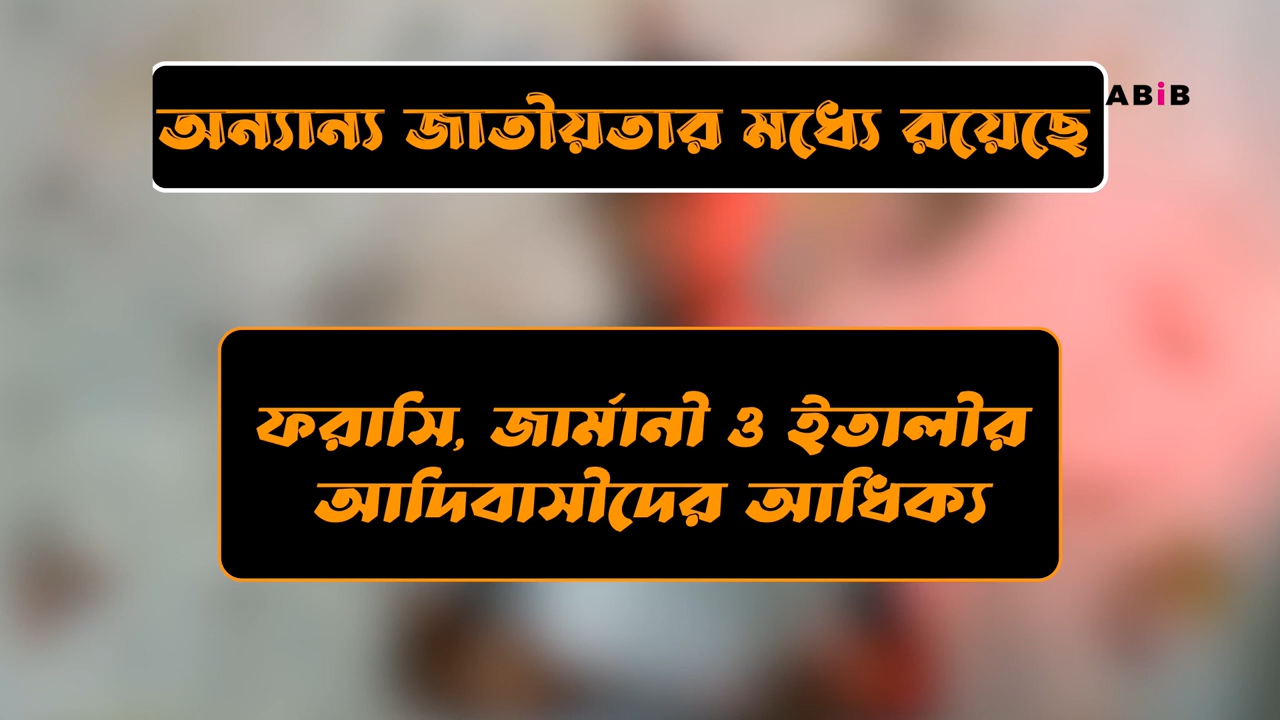 অন্যান্য জাতীয়তার মধ্যে রয়েছে
ABiB
ফরাসি, জার্মানী ও ইতালীর
আদিবাসীদের আধিক্য